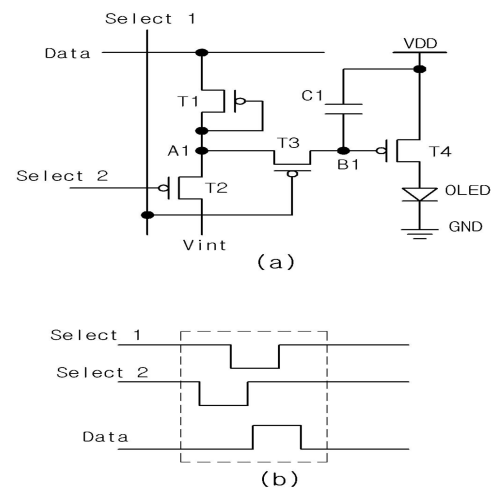 Select 1
Data
VDD
T1
C1
T3
A1
B1
T4
Select 2
T2
OLED
GND
Vint
(a)
Select 1
Select 2
Data
(b)